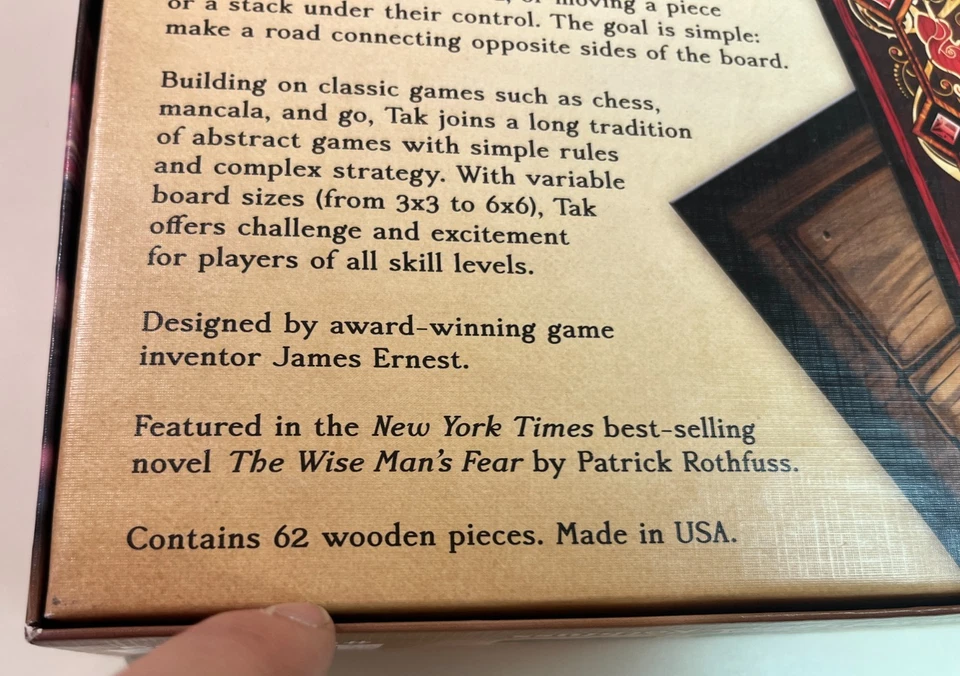 moving a piece
or a stack under their control. The goal is simple:
make a road connecting opposite sides of the board.
Building on classic games such as chess,
mancala, and go, Tak joins a long tradition
of abstract games with simple rules
and complex strategy. With variable
board sizes (from 3x3 to 6x6), Tak
offers challenge and excitement
for players of all skill levels.
Designed by award-winning game
inventor James Ernest.
Featured in the New York Times best-selling
novel The Wise Man's Fear by Patrick Rothfuss.
Contains 62 wooden pieces. Made in USA.